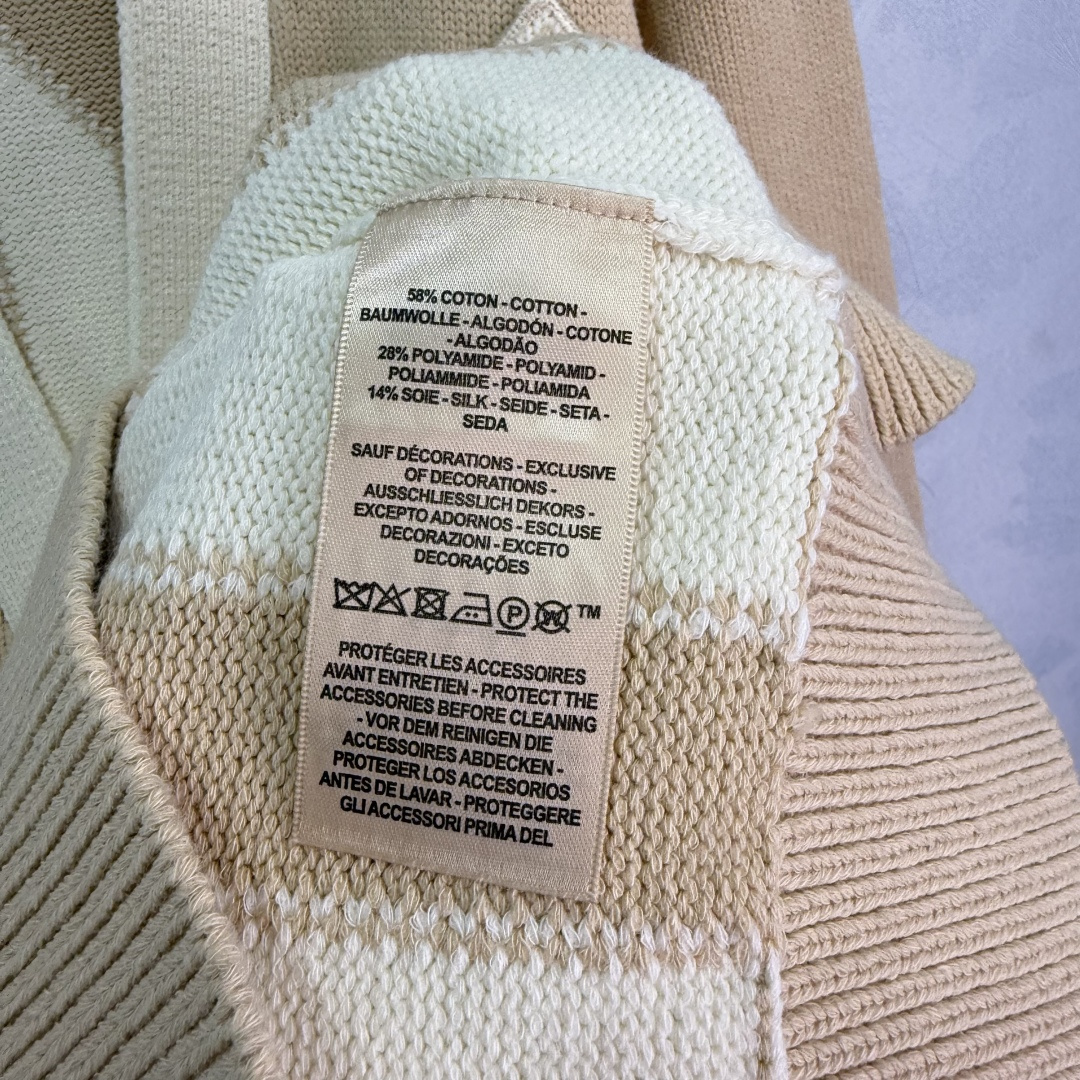 58% COTON - COTTON -
BAUMWOLLE - ALGODÓN - COTONE
- ALGODÃO
28% POLYAMIDE - POLYAMID -
POLIAMMIDE - POLIAMIDA
14% SOIE - SILK - SEIDE - SETA -
SEDA
SAUF DÉCORATIONS - EXCLUSIVE
OF DECORATIONS -
AUSSCHLIESSLICH DEKORS -
EXCEPTO ADORNOS - ESCLUSE
DECORAZIONI - EXCETO
DECORAÇÕES
P W TM
PROTÉGER LES ACCESSOIRES
AVANT ENTRETIEN - PROTECT THE
ACCESSORIES BEFORE CLEANING
- VOR DEM REINIGEN DIE
ACCESSOIRES ABDECKEN -
PROTEGER LOS ACCESORIOS
ANTES DE LAVAR - PROTEGGERE
GLI ACCESSORI PRIMA DEL